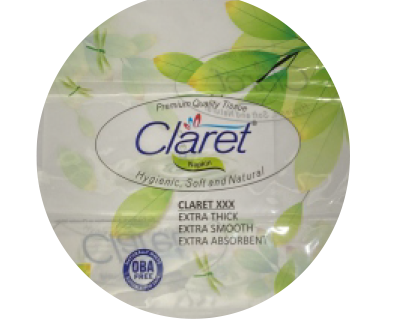 Premium Quality Tissue
Claret®
Napkin
Hygienic, Soft and Natural
CLARET XXX
EXTRA THICK
EXTRA SMOOTH
EXTRA ABSORBENT
OBA
FREE